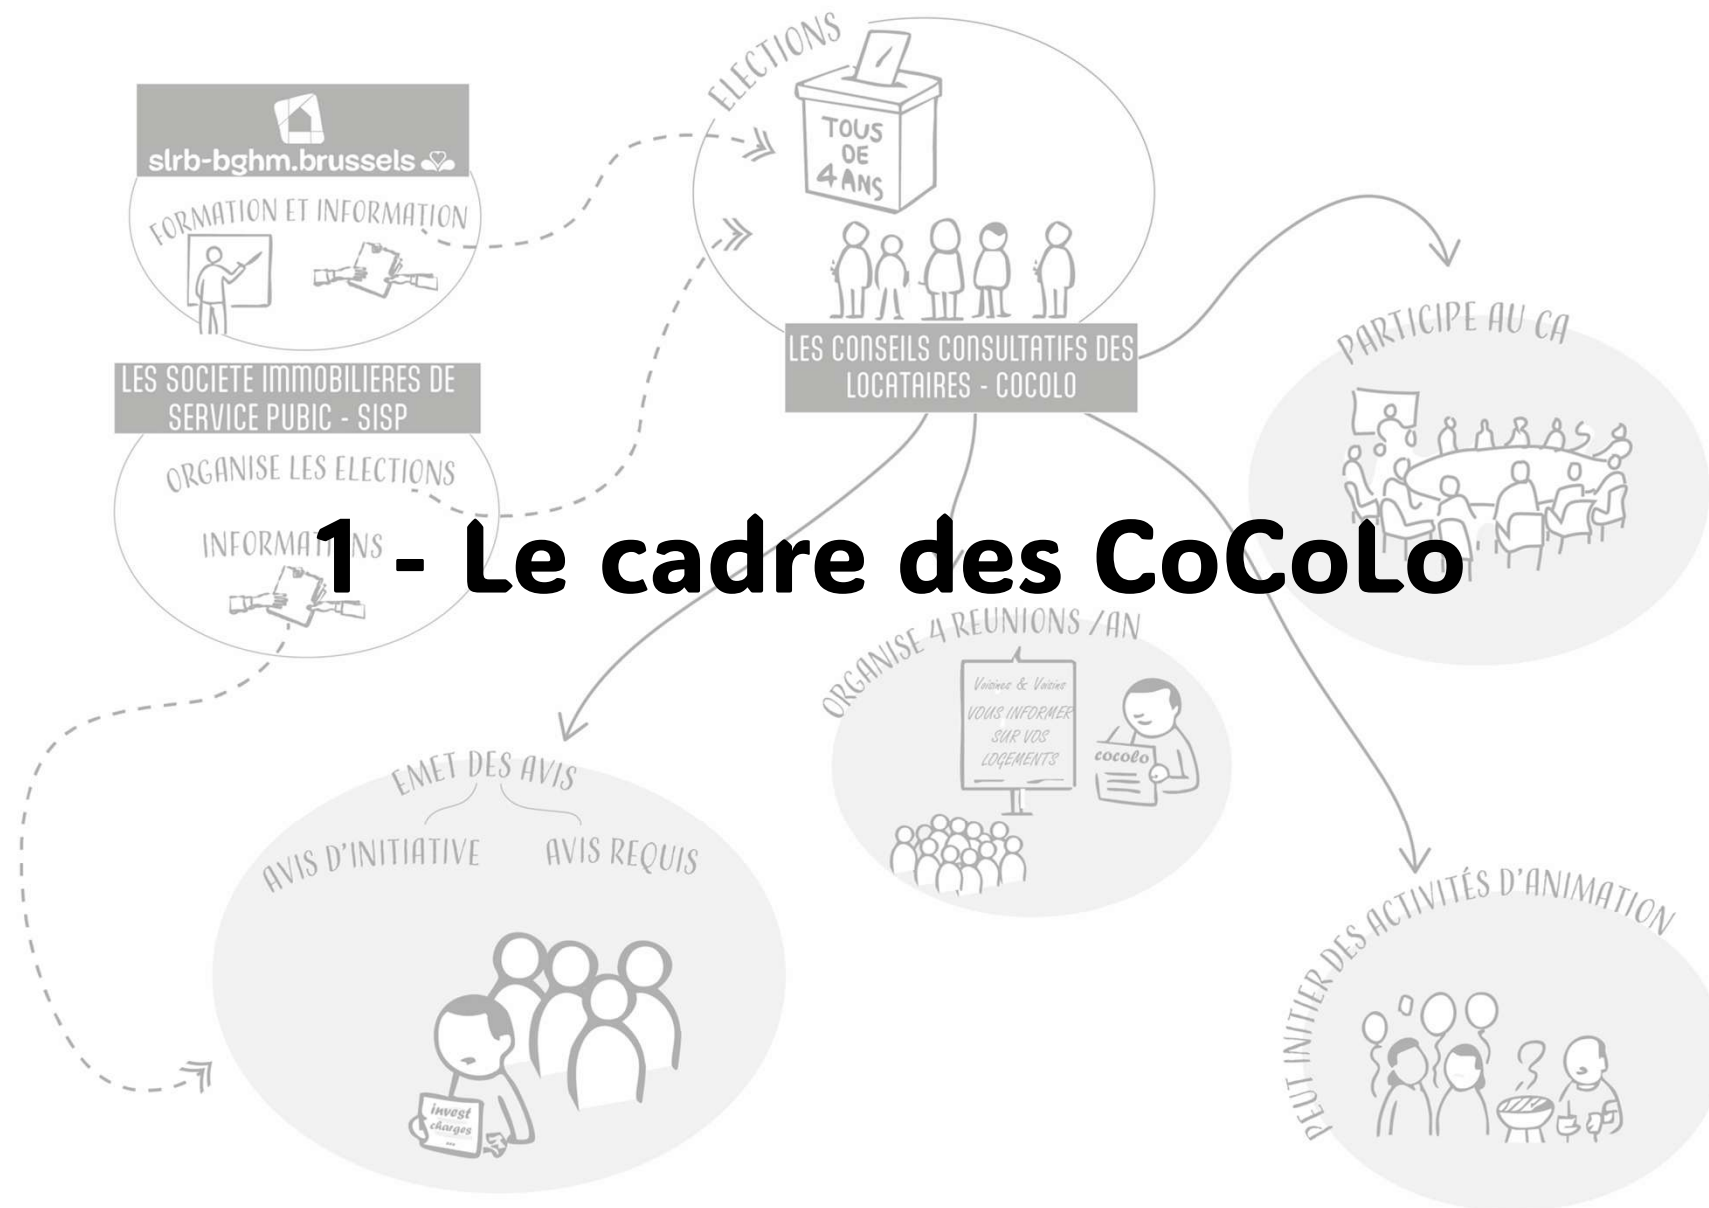 ELECTIONS
TOUS
DE
4 ANS
slrb-bghm.brussels
FORMATION ET INFORMATION
LES CONSEILS CONSULTATIFS DES
LOCATAIRES - COCOLO
PARTICIPE AU CA
LES SOCIETE IMMOBILIERES DE
SERVICE PUBIC - SISP
ORGANISE LES ELECTIONS
INFORMATIONS
1 - Le cadre des CoCoLo
ORGANISE 4 REUNIONS /AN
Voisines & Voisins
VOUS INFORMER
SUR VOS
LOGEMENTS
cocolo
EMET DES AVIS
AVIS D'INITIATIVE
AVIS REQUIS
invest
charges
...
PEUT INITIER DES ACTIVITÉS D'ANIMATION